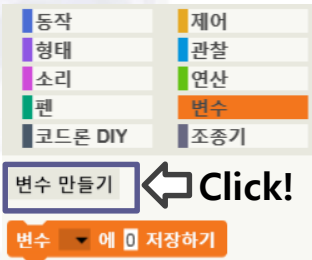 동작 제어
형태 관찰
소리 연산
펜 변수
코드론 DIY 조종기
변수 만들기 Click!
변수 에 0 저장하기